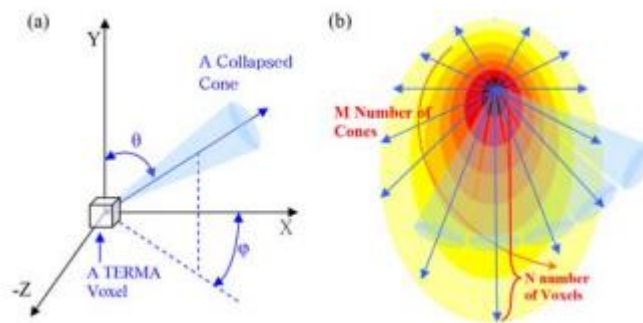 (a)
Y
A Collapsed
Cone
θ
X
φ
A TERMA
Voxel
-Z
(b)
M Number of
Cones
N number
of Voxels